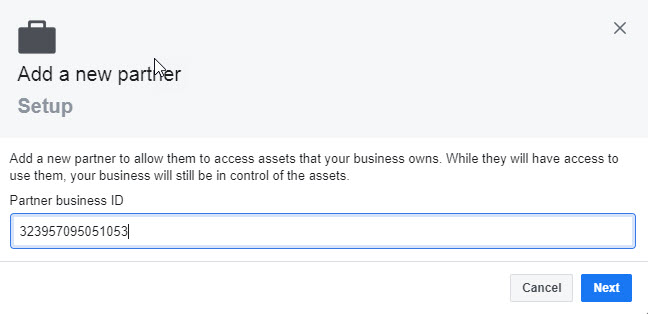 Add a new partner
Setup
Add a new partner to allow them to access assets that your business owns. While they will have access to
use them, your business will still be in control of the assets.
Partner business ID
323957095051053
Cancel
Next